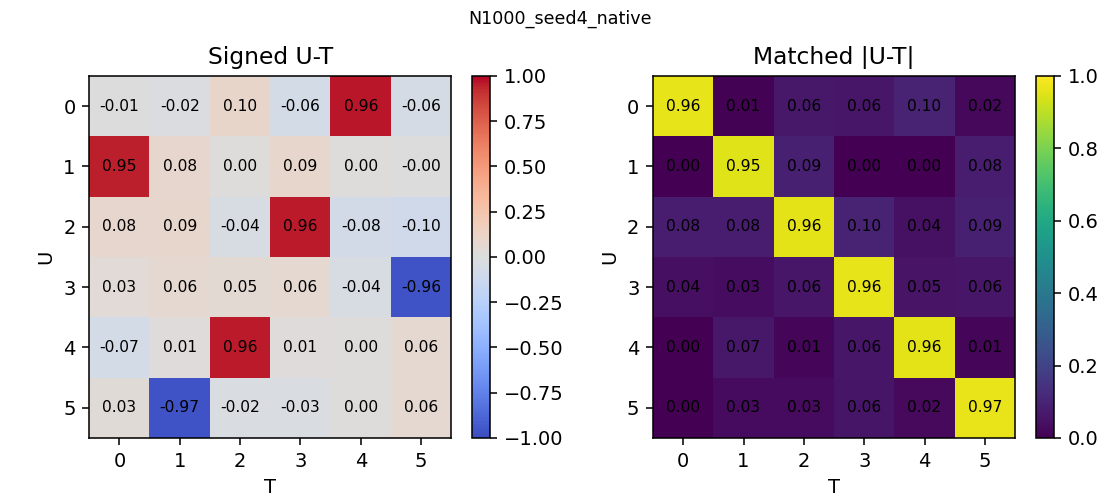 N1000_seed4_native
Signed U-T
Matched |U-T|
0 -0.01 -0.02 0.10 -0.06 0.96 -0.06
1 0.95 0.08 0.00 0.09 0.00 -0.00
2 0.08 0.09 -0.04 0.96 -0.08 -0.10
3 0.03 0.06 0.05 0.06 -0.04 -0.96
4 -0.07 0.01 0.96 0.01 0.00 0.06
5 0.03 -0.97 -0.02 -0.03 0.00 0.06
0 1 2 3 4 5
T
U
1.00
0.75
0.50
0.25
0.00
−0.25
−0.50
−0.75
−1.00
0 0.96 0.01 0.06 0.06 0.10 0.02
1 0.00 0.95 0.09 0.00 0.00 0.08
2 0.08 0.08 0.96 0.10 0.04 0.09
3 0.04 0.03 0.06 0.96 0.05 0.06
4 0.00 0.07 0.01 0.06 0.96 0.01
5 0.00 0.03 0.03 0.06 0.02 0.97
0 1 2 3 4 5
T
U
1.0
0.8
0.6
0.4
0.2
0.0